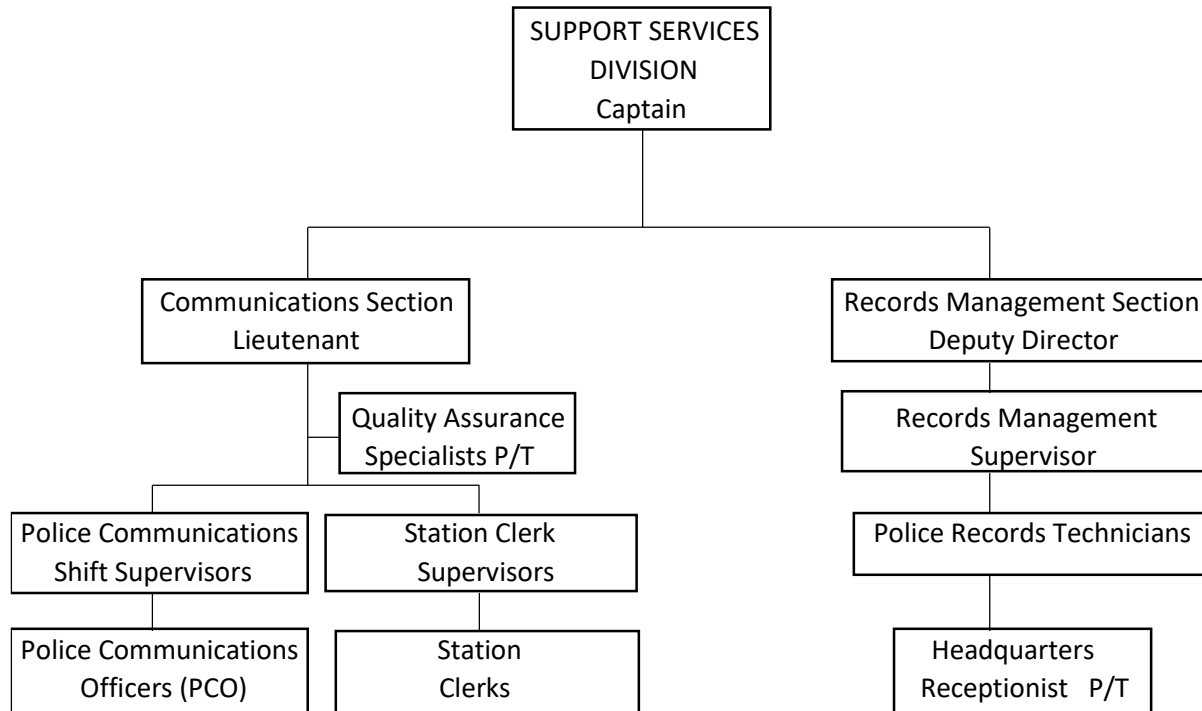 SUPPORT SERVICES
DIVISION
Captain
Communications Section
Lieutenant
Records Management Section
Deputy Director
Quality Assurance
Specialists P/T
Records Management
Supervisor
Police Communications
Shift Supervisors
Station Clerk
Supervisors
Police Records Technicians
Police Communications
Officers (PCO)
Station
Clerks
Headquarters
Receptionist P/T